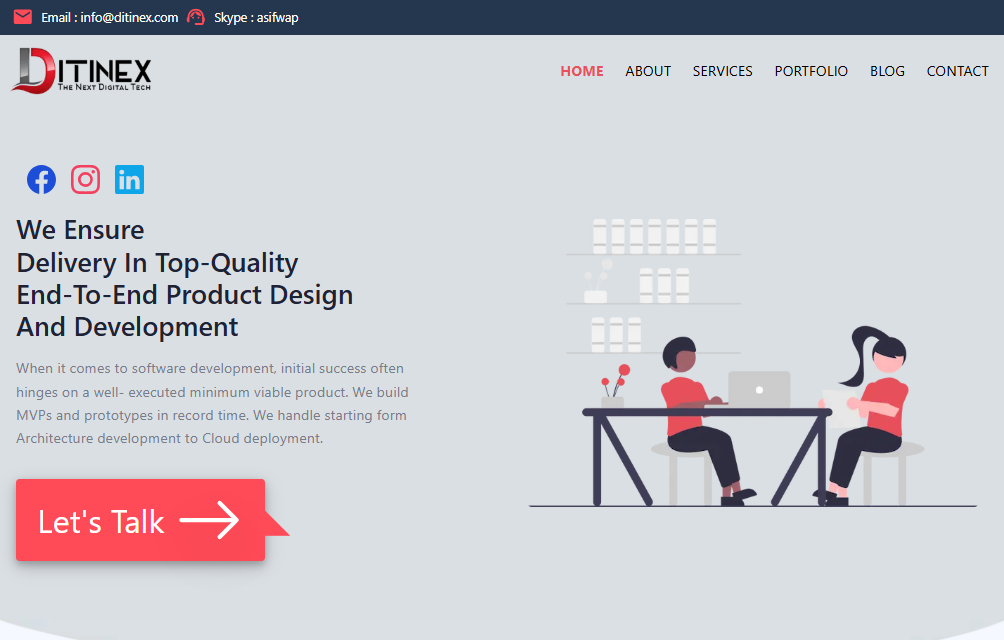 Email : info@ditinex.com Skype : asifwap
DITINEX
THE NEXT DIGITAL TECH
HOME ABOUT SERVICES PORTFOLIO BLOG CONTACT
We Ensure
Delivery In Top-Quality
End-To-End Product Design
And Development
When it comes to software development, initial success often
hinges on a well- executed minimum viable product. We build
MVPs and prototypes in record time. We handle starting form
Architecture development to Cloud deployment.
Let's Talk